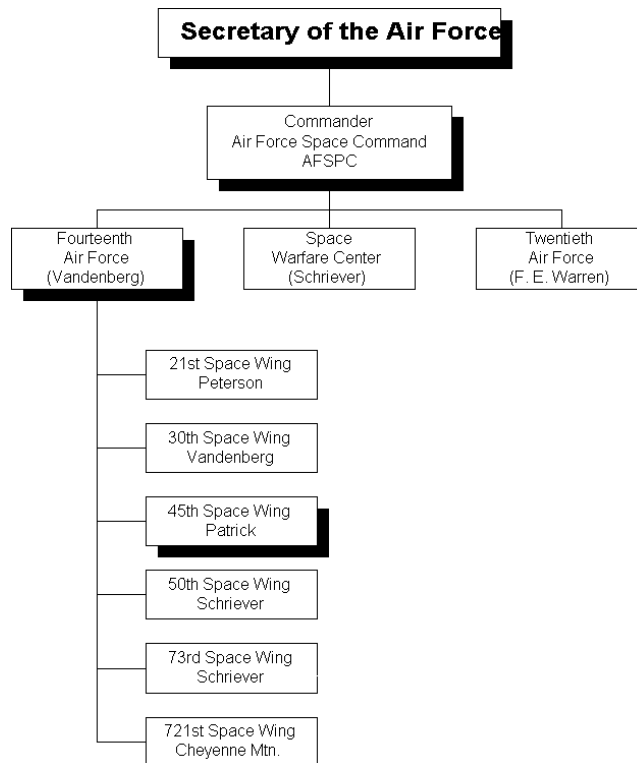 Secretary of the Air Force
Commander
Air Force Space Command
AFSPC
Fourteenth
Air Force
(Vandenberg)
Space
Warfare Center
(Schriever)
Twentieth
Air Force
(F. E. Warren)
21st Space Wing
Peterson
30th Space Wing
Vandenberg
45th Space Wing
Patrick
50th Space Wing
Schriever
73rd Space Wing
Schriever
721st Space Wing
Cheyenne Mtn.